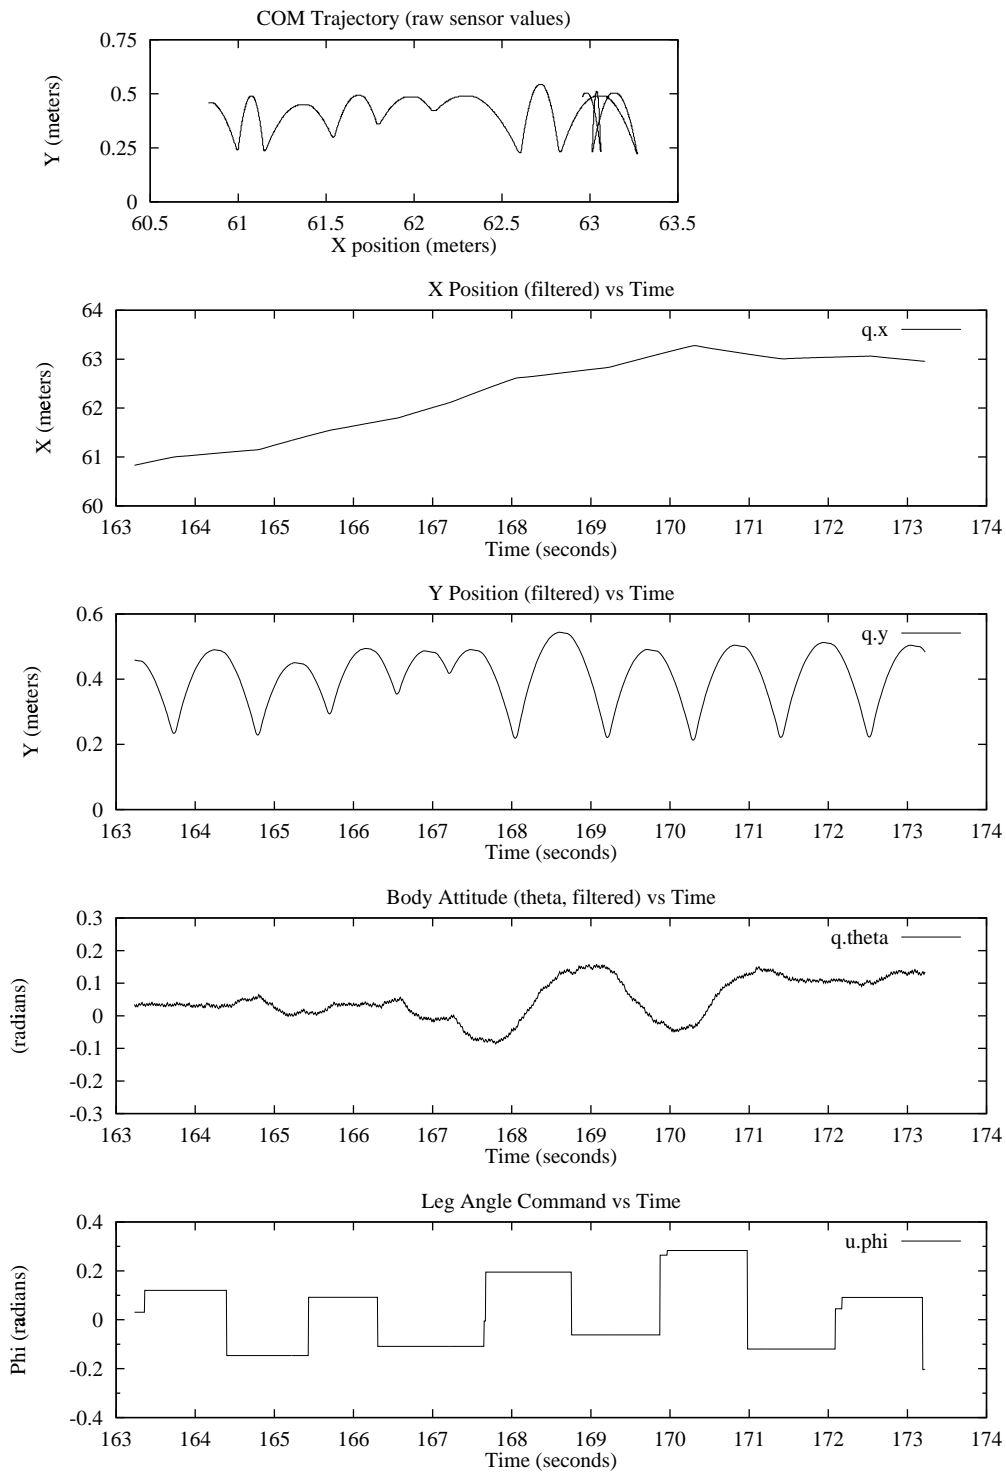 COM Trajectory (raw sensor values)
0.75
0.5
0.25
0
Y (meters)
60.5 61 61.5 62 62.5 63 63.5
X position (meters)
X Position (filtered) vs Time
q.x
64
63
62
61
60
X (meters)
163 164 165 166 167 168 169 170 171 172 173 174
Time (seconds)
Y Position (filtered) vs Time
q.y
0.6
0.4
0.2
0
Y (meters)
163 164 165 166 167 168 169 170 171 172 173 174
Time (seconds)
Body Attitude (theta, filtered) vs Time
q.theta
0.3
0.2
0.1
0
-0.1
-0.2
-0.3
(radians)
163 164 165 166 167 168 169 170 171 172 173 174
Time (seconds)
Leg Angle Command vs Time
u.phi
0.4
0.2
0
-0.2
-0.4
Phi (radians)
163 164 165 166 167 168 169 170 171 172 173 174
Time (seconds)